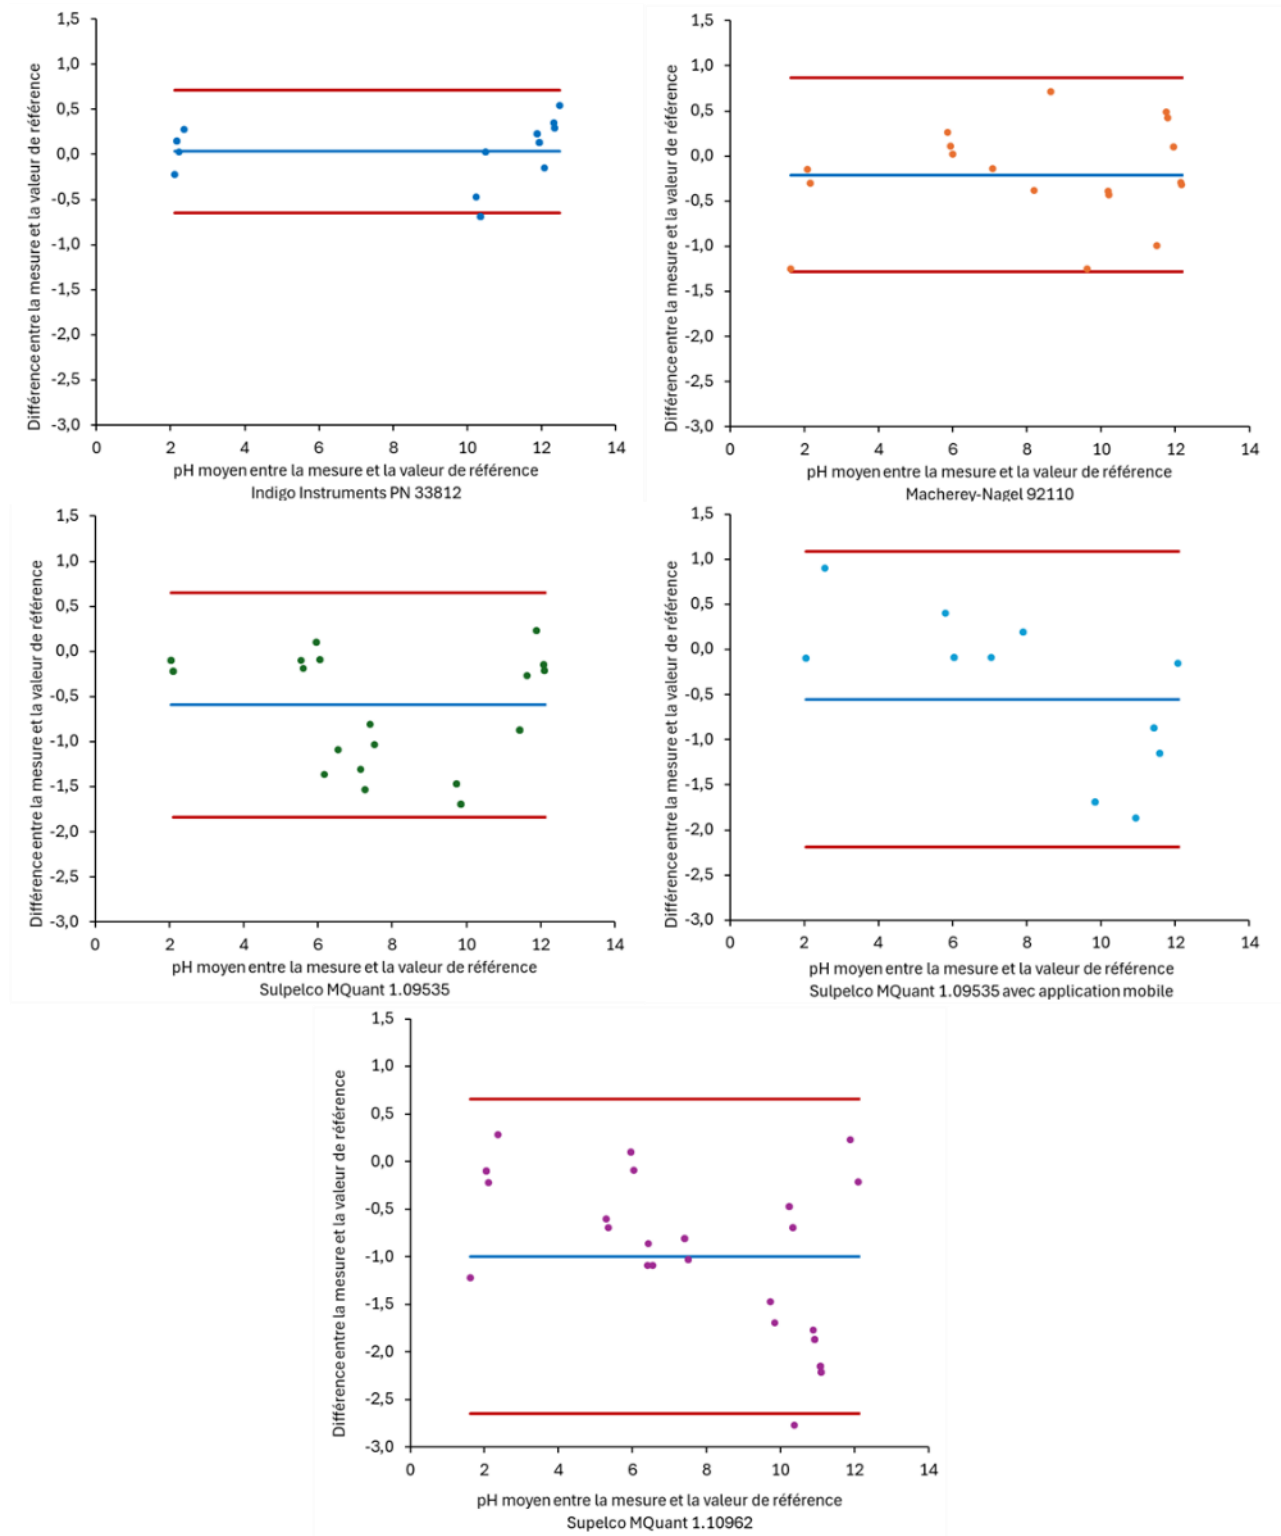 Différence entre la mesure et la valeur de référence
1,5
1,0
0,5
0,0
-0,5
-1,0
-1,5
-2,0
-2,5
-3,0
0 2 4 6 8 10 12 14
pH moyen entre la mesure et la valeur de référence
Indigo Instruments PN 33812
Différence entre la mesure et la valeur de référence
1,5
1,0
0,5
0,0
-0,5
-1,0
-1,5
-2,0
-2,5
-3,0
0 2 4 6 8 10 12 14
pH moyen entre la mesure et la valeur de référence
Macherey-Nagel 92110
Différence entre la mesure et la valeur de référence
1,5
1,0
0,5
0,0
-0,5
-1,0
-1,5
-2,0
-2,5
-3,0
0 2 4 6 8 10 12 14
pH moyen entre la mesure et la valeur de référence
Sulpelco MQuant 1.09535
Différence entre la mesure et la valeur de référence
1,5
1,0
0,5
0,0
-0,5
-1,0
-1,5
-2,0
-2,5
-3,0
0 2 4 6 8 10 12 14
pH moyen entre la mesure et la valeur de référence
Sulpelco MQuant 1.09535 avec application mobile
Différence entre la mesure et la valeur de référence
1,5
1,0
0,5
0,0
-0,5
-1,0
-1,5
-2,0
-2,5
-3,0
0 2 4 6 8 10 12 14
pH moyen entre la mesure et la valeur de référence
Supelco MQuant 1.10962